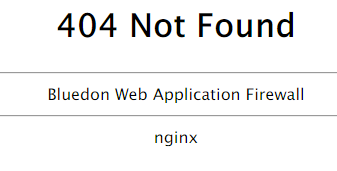 404 Not Found
Bluedon Web Application Firewall
nginx